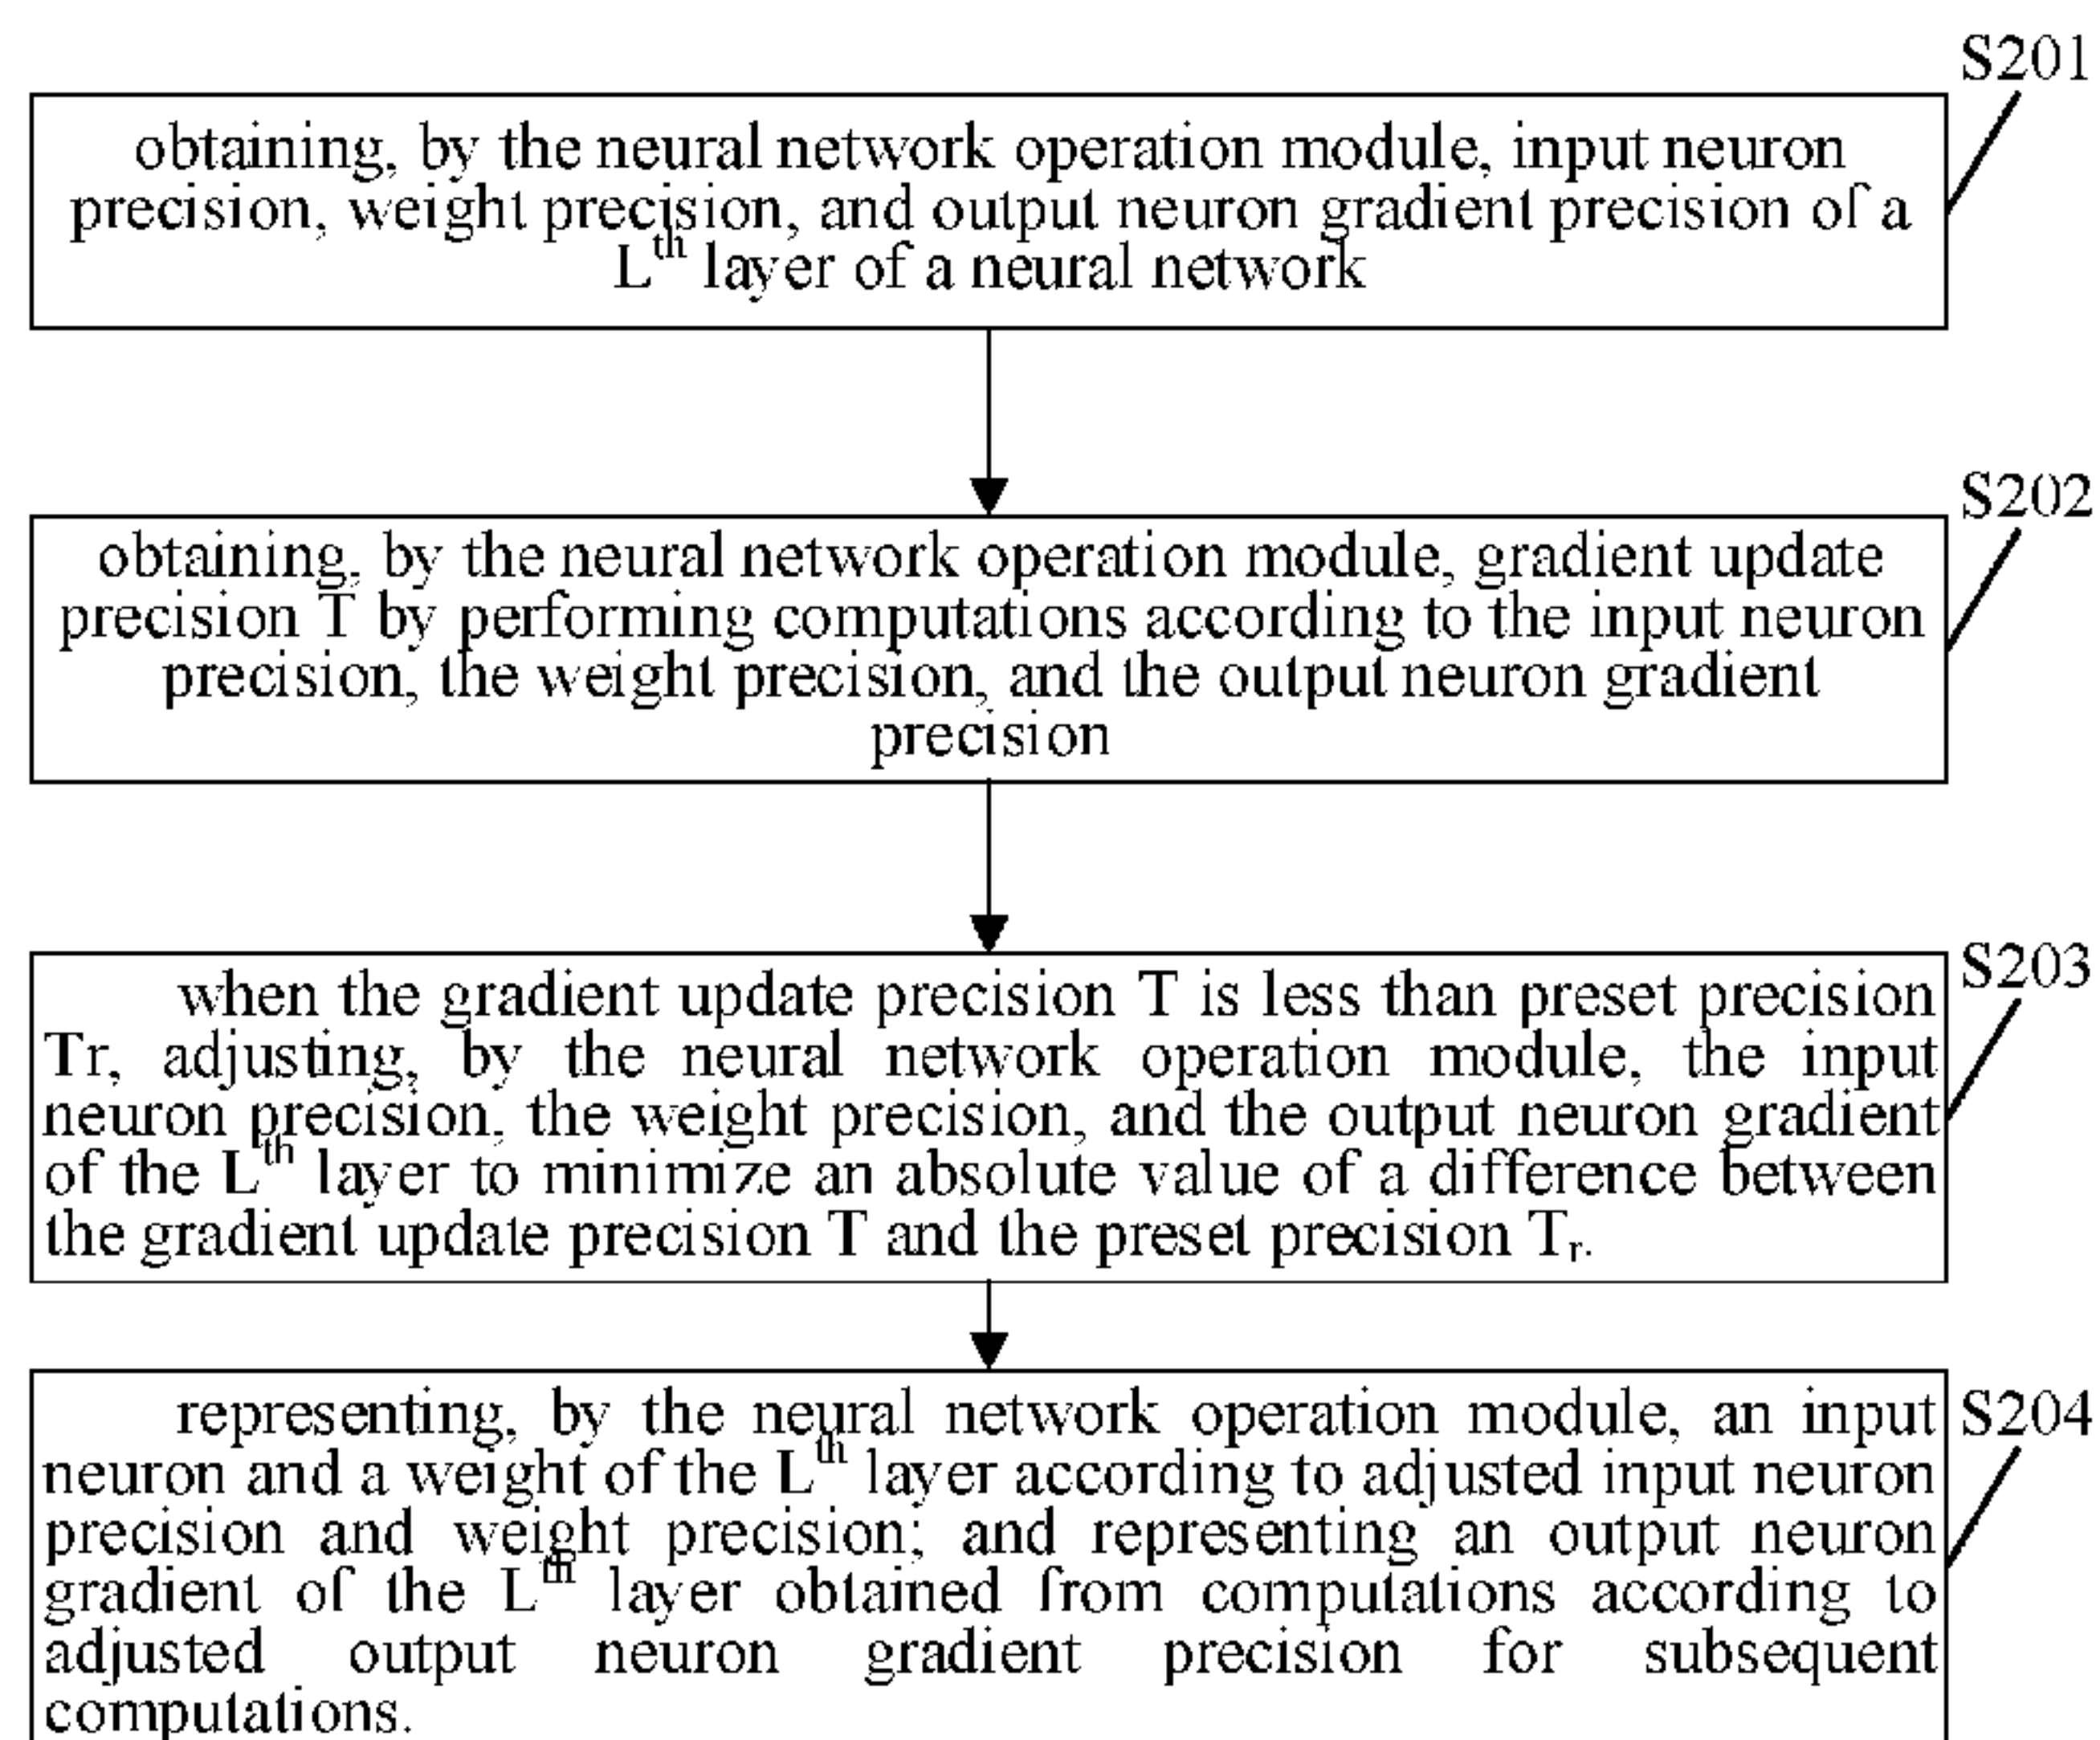 S201
obtaining, by the neural network operation module, input neuron
precision, weight precision, and output neuron gradient precision of a
Lth layer of a neural network
S202
obtaining, by the neural network operation module, gradient update
precision T by performing computations according to the input neuron
precision, the weight precision, and the output neuron gradient
precision
S203
when the gradient update precision T is less than preset precision
Tr, adjusting, by the neural network operation module, the input
neuron precision, the weight precision, and the output neuron gradient
of the Lth layer to minimize an absolute value of a difference between
the gradient update precision T and the preset precision Tr.
S204
representing, by the neural network operation module, an input
neuron and a weight of the Lth layer according to adjusted input neuron
precision and weight precision; and representing an output neuron
gradient of the Lth layer obtained from computations according to
adjusted output neuron gradient precision for subsequent
computations.